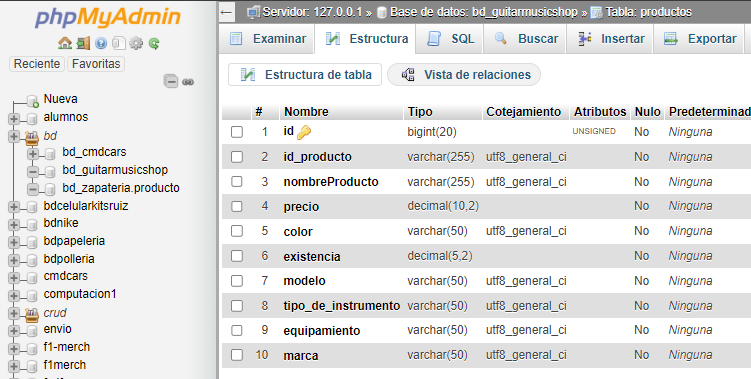 phpMyAdmin
Reciente Favoritas
Nueva
alumnos
bd
bd_cmdcars
bd_guitarmusicshop
bd_zapateria.producto
bdcelularkitsruiz
bdnike
bdpapeleria
bdpolleria
cmdcars
computacion1
crud
envio
f1-merch
f1merch
Servidor: 127.0.0.1 » Base de datos: bd_guitarmusicshop » Tabla: productos
Examinar Estructura SQL Buscar Insertar Exportar
Estructura de tabla Vista de relaciones
# Nombre Tipo Cotejamiento Atributos Nulo Predeterminad
1 id bigint(20) UNSIGNED No Ninguna
2 id_producto varchar(255) utf8_general_ci No Ninguna
3 nombreProducto varchar(255) utf8_general_ci No Ninguna
4 precio decimal(10,2) No Ninguna
5 color varchar(50) utf8_general_ci No Ninguna
6 existencia decimal(5,2) No Ninguna
7 modelo varchar(50) utf8_general_ci No Ninguna
8 tipo_de_instrumento varchar(50) utf8_general_ci No Ninguna
9 equipamiento varchar(50) utf8_general_ci No Ninguna
10 marca varchar(50) utf8_general_ci No Ninguna